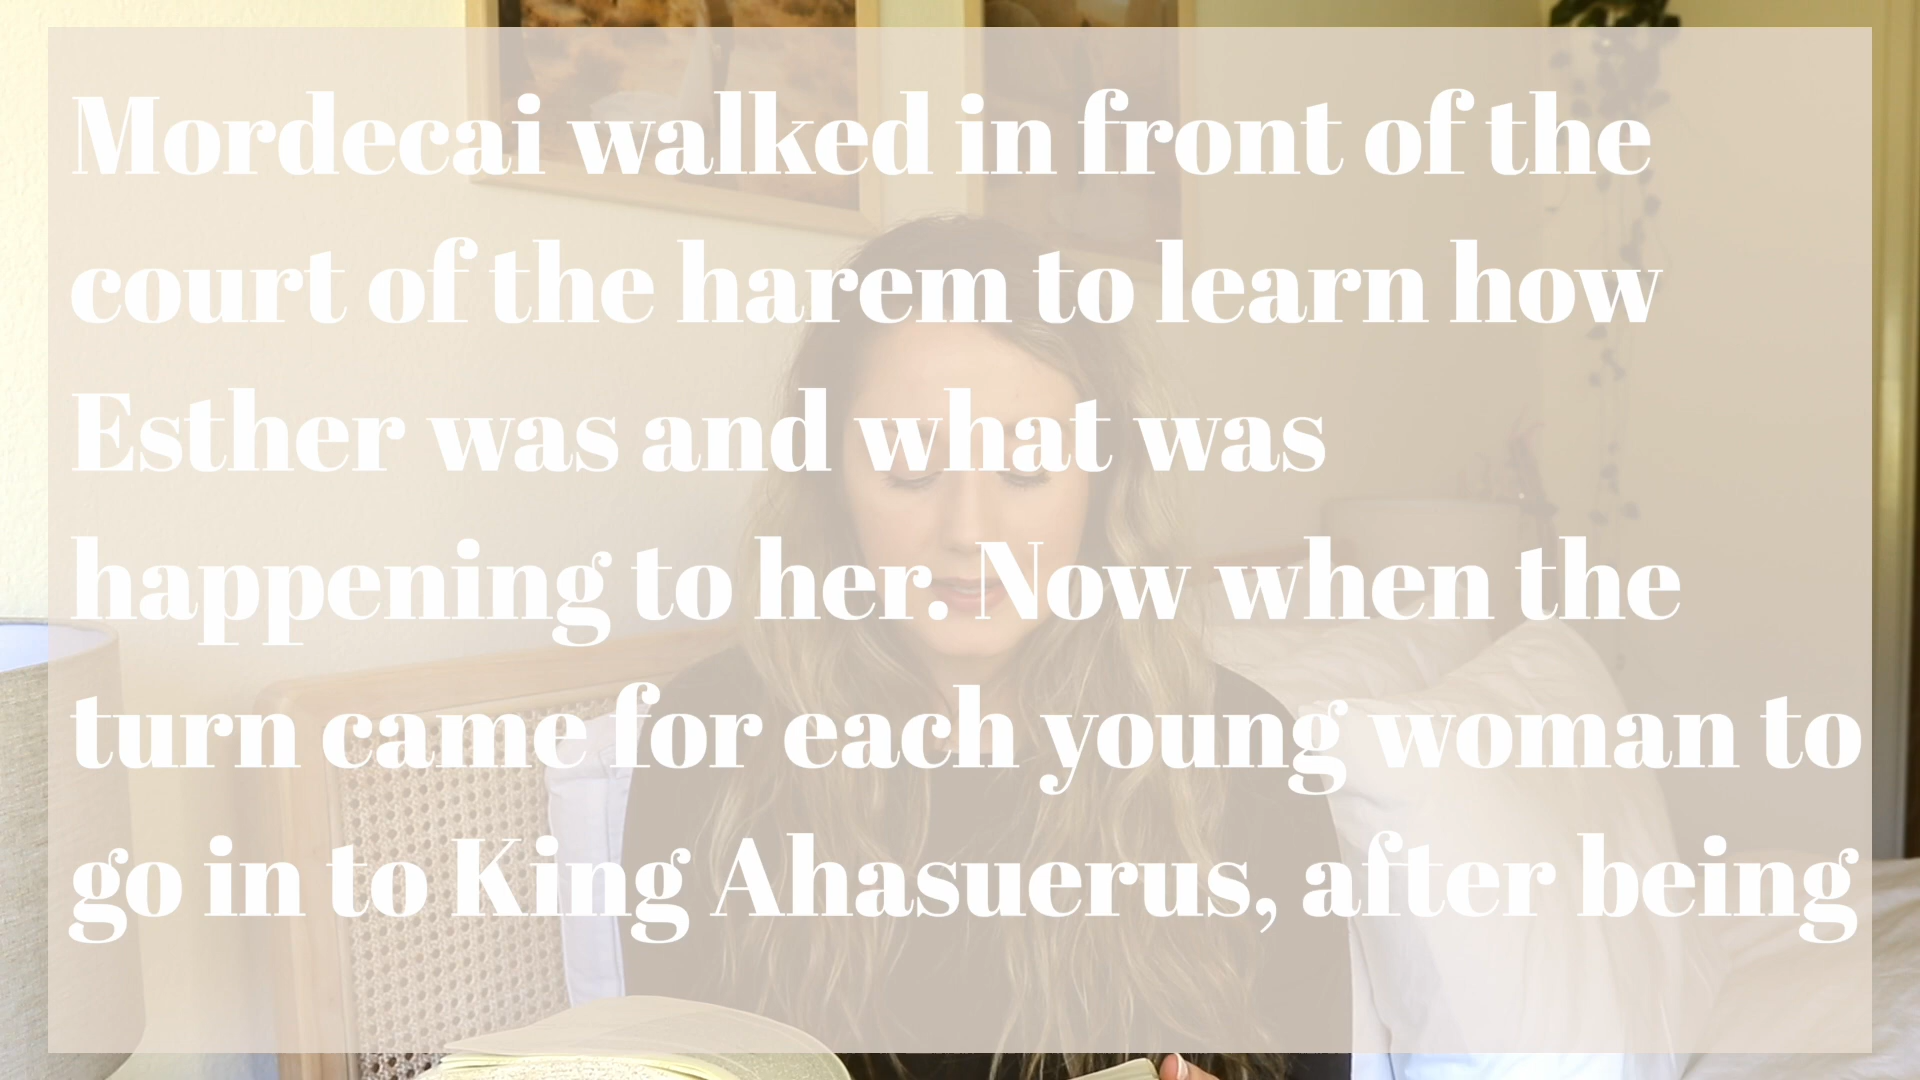 Mordecai walked in front of the
court of the harem to learn how
Esther was and what was
happening to her. Now when the
turn came for each young woman to
go in to King Ahasuerus, after being